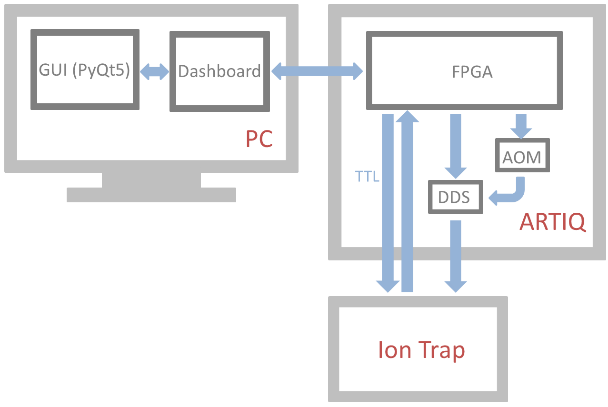 GUI (PyQt5)
Dashboard
PC
FPGA
AOM
TTL
DDS
ARTIQ
Ion Trap